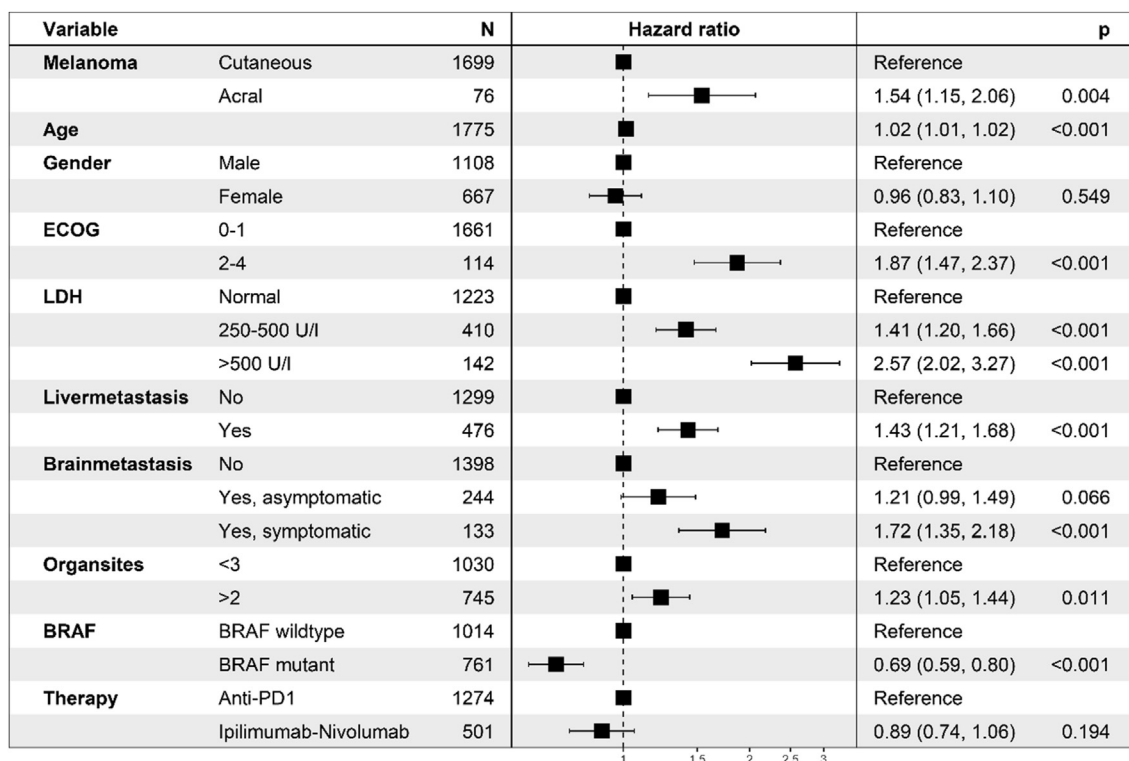 Variable N Hazard ratio p
Melanoma Cutaneous 1699 Reference
Acral 76 1.54 (1.15, 2.06) 0.004
Age 1775 1.02 (1.01, 1.02) <0.001
Gender Male 1108 Reference
Female 667 0.96 (0.83, 1.10) 0.549
ECOG 0-1 1661 Reference
2-4 114 1.87 (1.47, 2.37) <0.001
LDH Normal 1223 Reference
250-500 U/l 410 1.41 (1.20, 1.66) <0.001
>500 U/l 142 2.57 (2.02, 3.27) <0.001
Livermetastasis No 1299 Reference
Yes 476 1.43 (1.21, 1.68) <0.001
Brainmetastasis No 1398 Reference
Yes, asymptomatic 244 1.21 (0.99, 1.49) 0.066
Yes, symptomatic 133 1.72 (1.35, 2.18) <0.001
Organsites <3 1030 Reference
>2 745 1.23 (1.05, 1.44) 0.011
BRAF BRAF wildtype 1014 Reference
BRAF mutant 761 0.69 (0.59, 0.80) <0.001
Therapy Anti-PD1 1274 Reference
Ipilimumab-Nivolumab 501 0.89 (0.74, 1.06) 0.194
1 1.5 2 2.5 3